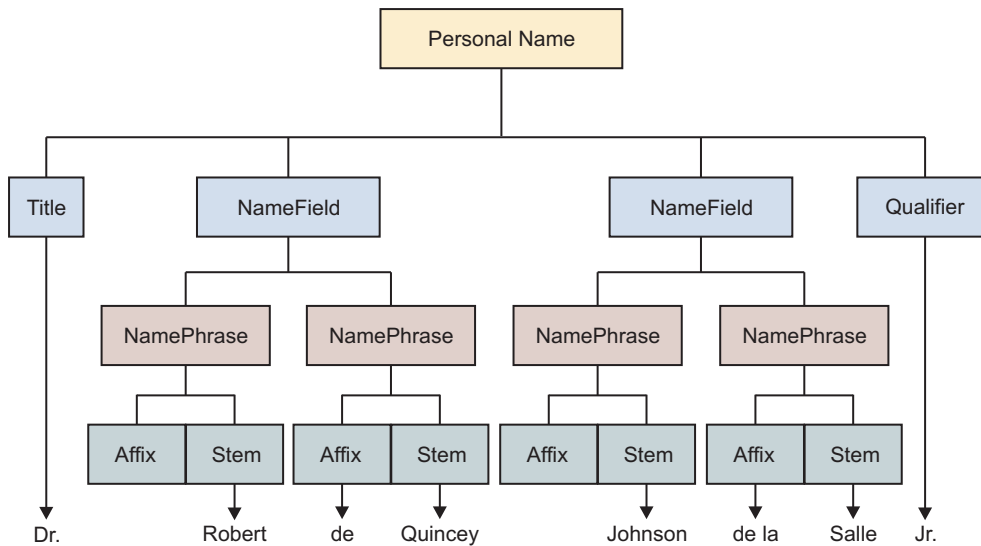 Personal Name
Title NameField NameField Qualifier
NamePhrase NamePhrase NamePhrase NamePhrase
Affix Stem Affix Stem Affix Stem Affix Stem
Dr. Robert de Quincey Johnson de la Salle Jr.